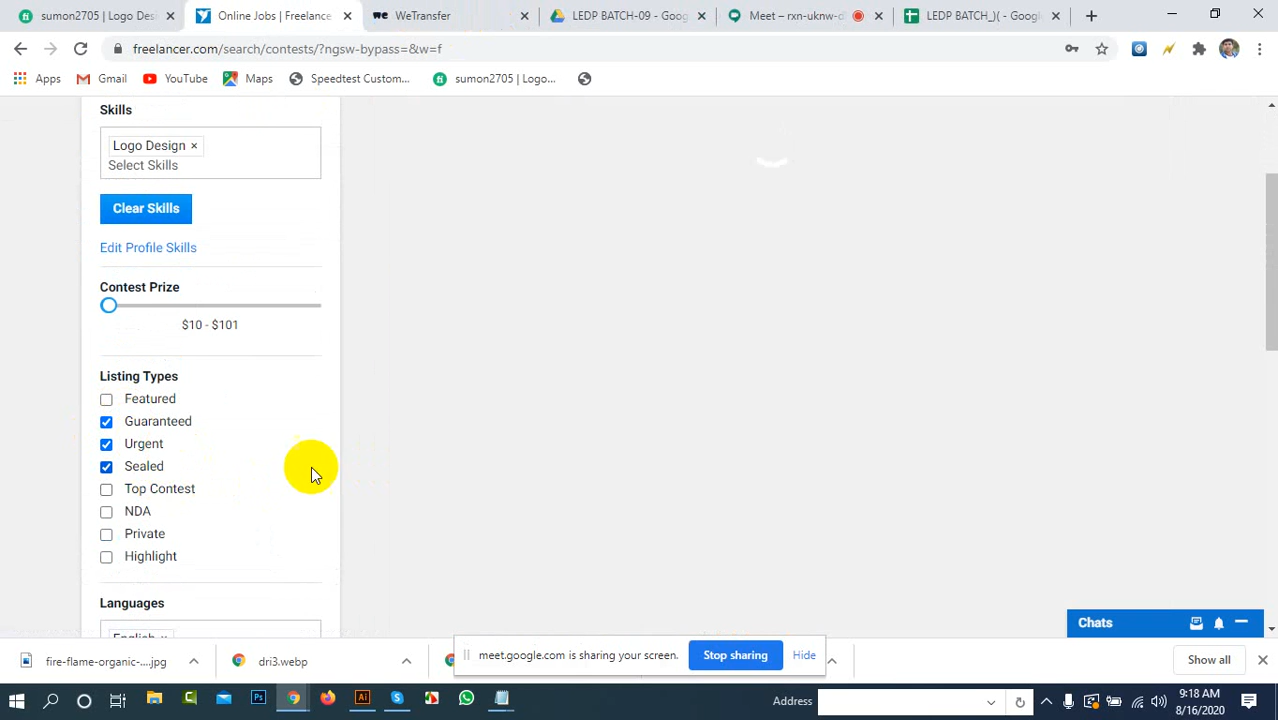 sumon2705 | Logo Des
Online Jobs | Freelance
WeTransfer
LEDP BATCH-09 - Goog
Meet – rxn-uknw-d
LEDP BATCH_)( - Goog
freelancer.com/search/contests/?ngsw-bypass=&w=f
Apps
Gmail
YouTube
Maps
Speedtest Custom...
sumon2705 | Logo...
Skills
Logo Design ×
Select Skills
Clear Skills
Edit Profile Skills
Contest Prize
$10 - $101
Listing Types
Featured
Guaranteed
Urgent
Sealed
Top Contest
NDA
Private
Highlight
Languages
English ×
Chats
fire-flame-organic-....jpg
dri3.webp
meet.google.com is sharing your screen.
Stop sharing
Hide
Show all
Address
9:18 AM
8/16/2020